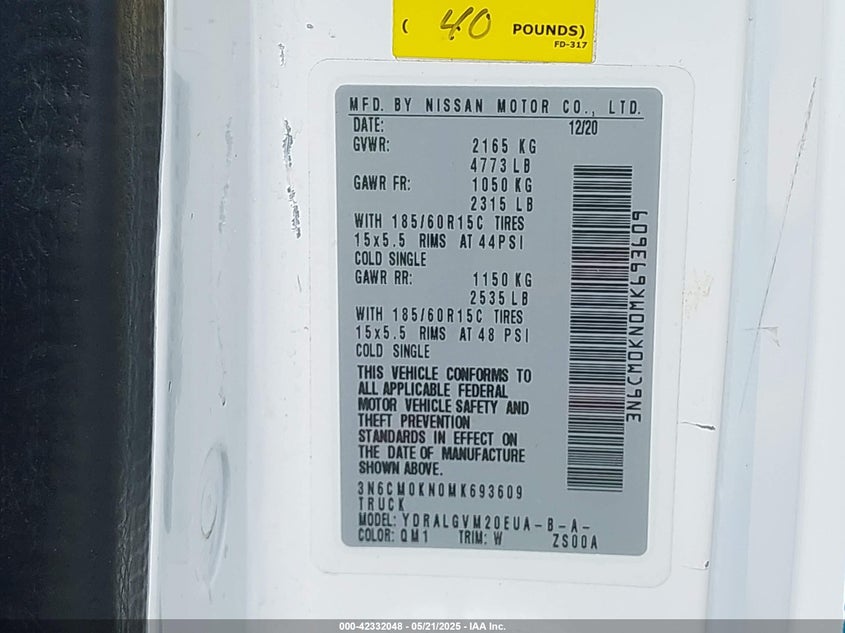 ( 40 POUNDS)
FD-317
MFD. BY NISSAN MOTOR CO., LTD.
DATE: 12/20
GVWR: 2165 KG
4773 LB
GAWR FR: 1050 KG
2315 LB
WITH 185/60R15C TIRES
15x5.5 RIMS AT 44PSI
COLD SINGLE
GAWR RR: 1150 KG
2535 LB
WITH 185/60R15C TIRES
15x5.5 RIMS AT 48 PSI
COLD SINGLE
THIS VEHICLE CONFORMS TO
ALL APPLICABLE FEDERAL
MOTOR VEHICLE SAFETY AND
THEFT PREVENTION
STANDARDS IN EFFECT ON
THE DATE OF MANUFACTURE
SHOWN ABOVE.
3N6CM0KN0MK693609
TRUCK
MODEL: YDRALGVM20EUA-B-A-
COLOR: QM1 TRIM: W ZS00A
3N6CM0KN0MK693609
000-42332048 - 05/21/2025 - IAA Inc.